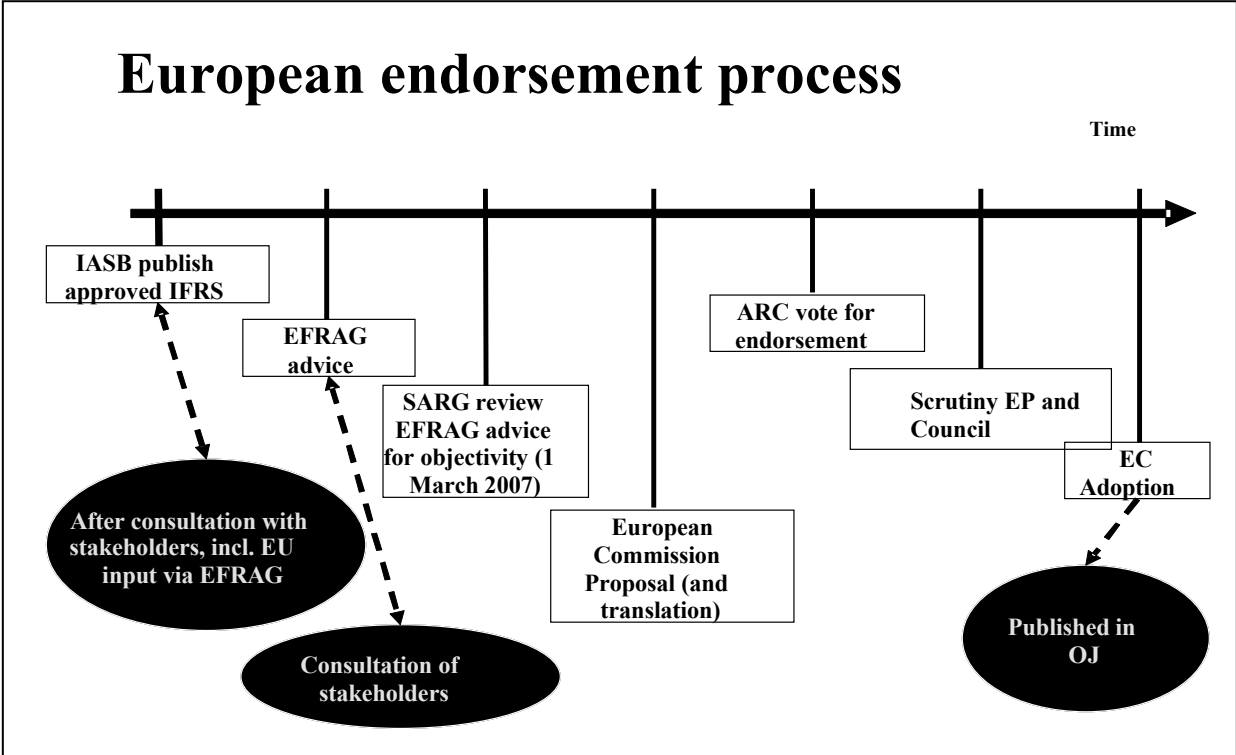 European endorsement process
Time
IASB publish
approved IFRS
EFRAG
advice
SARG review
EFRAG advice
for objectivity (1
March 2007)
European
Commission
Proposal (and
translation)
ARC vote for
endorsement
Scrutiny EP and
Council
EC
Adoption
After consultation with
stakeholders, incl. EU
input via EFRAG
Consultation of
stakeholders
Published in
OJ